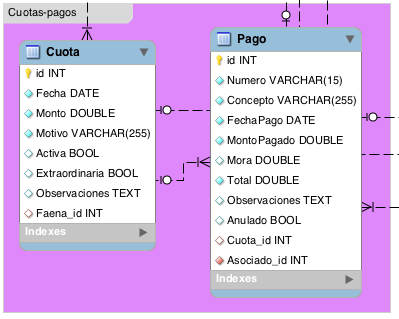 Cuotas-pagos
Cuota
id INT
Fecha DATE
Monto DOUBLE
Motivo VARCHAR(255)
Activa BOOL
Extraordinaria BOOL
Observaciones TEXT
Faena_id INT
Indexes
Pago
id INT
Numero VARCHAR(15)
Concepto VARCHAR(255)
FechaPago DATE
MontoPagado DOUBLE
Mora DOUBLE
Total DOUBLE
Observaciones TEXT
Anulado BOOL
Cuota_id INT
Asociado_id INT
Indexes